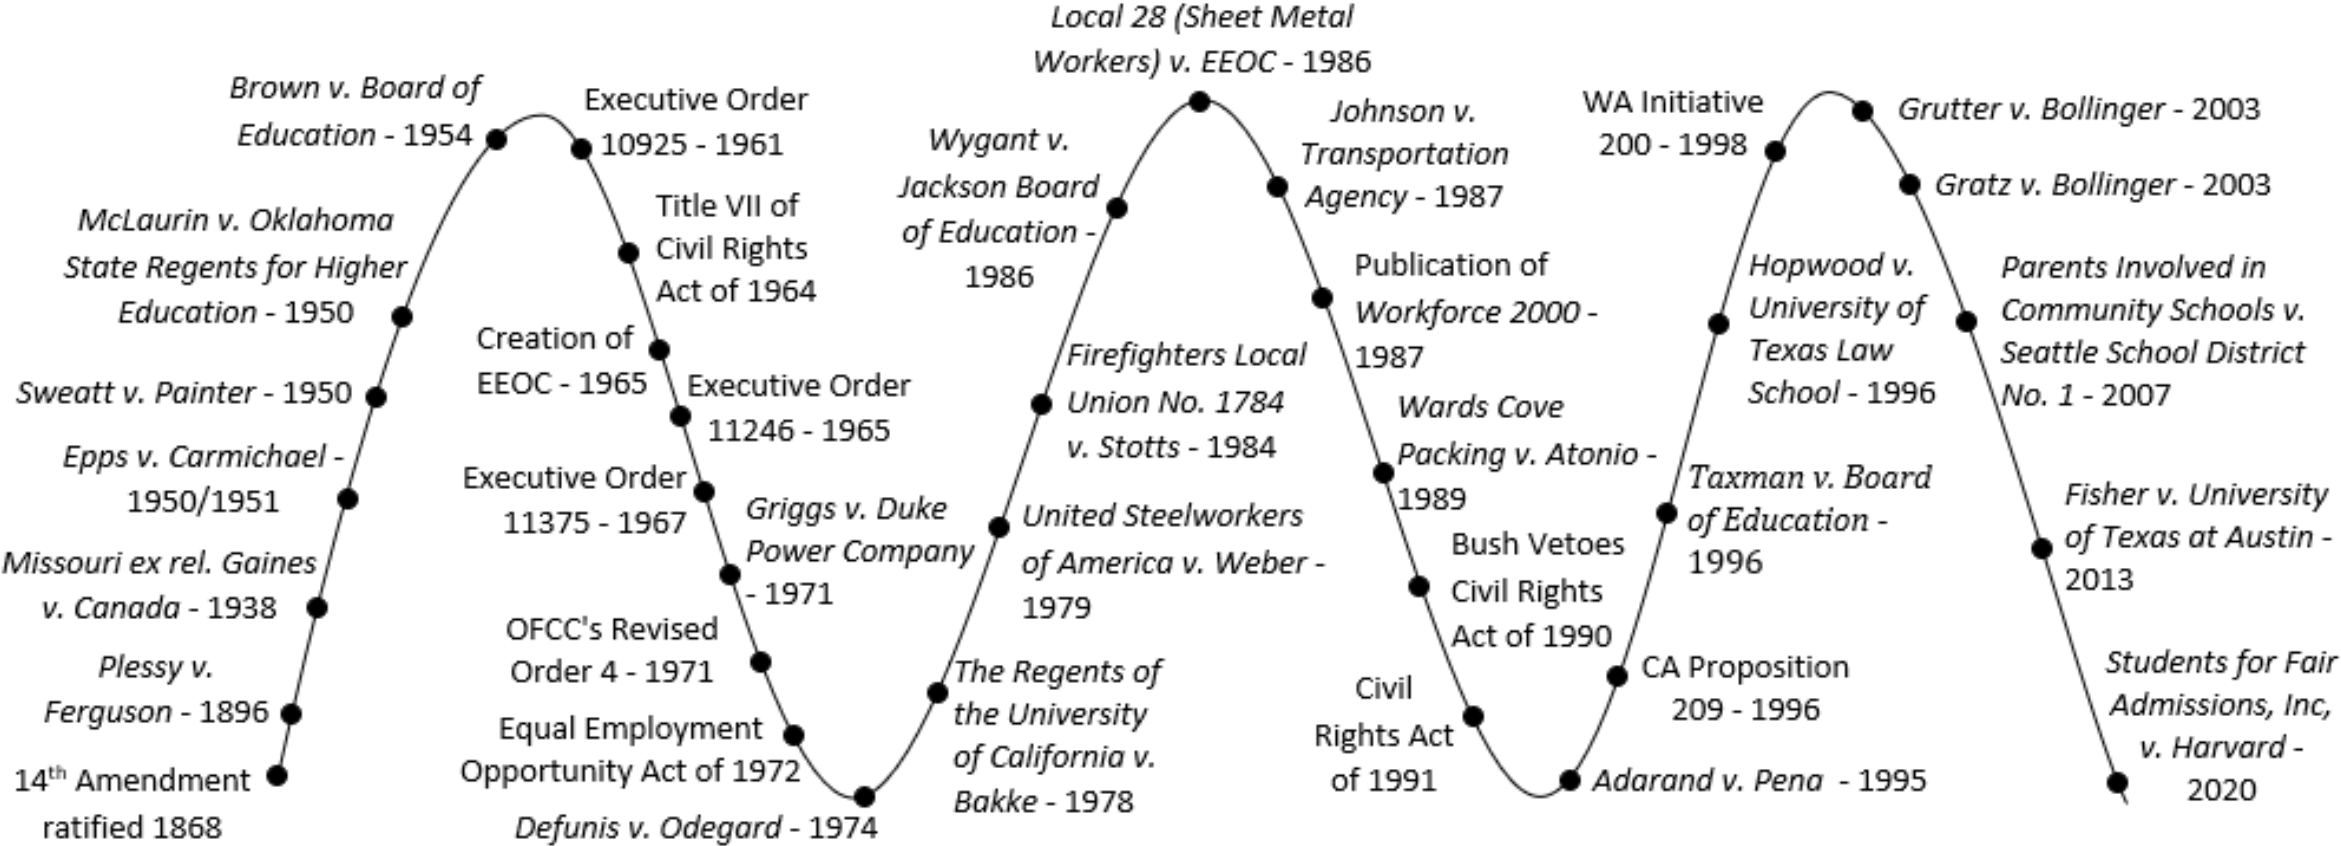 14th Amendment
ratified 1868
Plessy v.
Ferguson - 1896
Missouri ex rel. Gaines
v. Canada - 1938
Epps v. Carmichael -
1950/1951
Sweatt v. Painter - 1950
McLaurin v. Oklahoma
State Regents for Higher
Education - 1950
Brown v. Board of
Education - 1954
Executive Order
10925 - 1961
Title VII of
Civil Rights
Act of 1964
Creation of
EEOC - 1965
Executive Order
11246 - 1965
Executive Order
11375 - 1967
Griggs v. Duke
Power Company
- 1971
OFCC's Revised
Order 4 - 1971
Equal Employment
Opportunity Act of 1972
Defunis v. Odegard - 1974
The Regents of
the University
of California v.
Bakke - 1978
United Steelworkers
of America v. Weber -
1979
Firefighters Local
Union No. 1784
v. Stotts - 1984
Wygant v.
Jackson Board
of Education -
1986
Local 28 (Sheet Metal
Workers) v. EEOC - 1986
Johnson v.
Transportation
Agency - 1987
Publication of
Workforce 2000 -
1987
Wards Cove
Packing v. Atonio -
1989
Bush Vetoes
Civil Rights
Act of 1990
Civil
Rights Act
of 1991
Adarand v. Pena - 1995
CA Proposition
209 - 1996
Taxman v. Board
of Education -
1996
Hopwood v.
University of
Texas Law
School - 1996
WA Initiative
200 - 1998
Grutter v. Bollinger - 2003
Gratz v. Bollinger - 2003
Parents Involved in
Community Schools v.
Seattle School District
No. 1 - 2007
Fisher v. University
of Texas at Austin -
2013
Students for Fair
Admissions, Inc,
v. Harvard -
2020